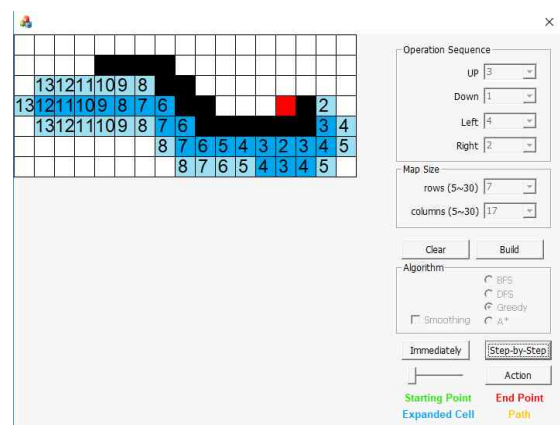 13 12 11 10 9 8
13 12 11 10 9 8 7 6 2
13 12 11 10 9 8 7 6 3 4
8 7 6 5 4 3 2 3 4 5
8 7 6 5 4 3 4 5
Operation Sequence
UP 3
Down 1
Left 4
Right 2
Map Size
rows (5~30) 7
columns (5~30) 17
Clear Build
Algorithm
BFS
DFS
Greedy
Smoothing A*
Immediately Step-by-Step
Action
Starting Point End Point
Expanded Cell Path